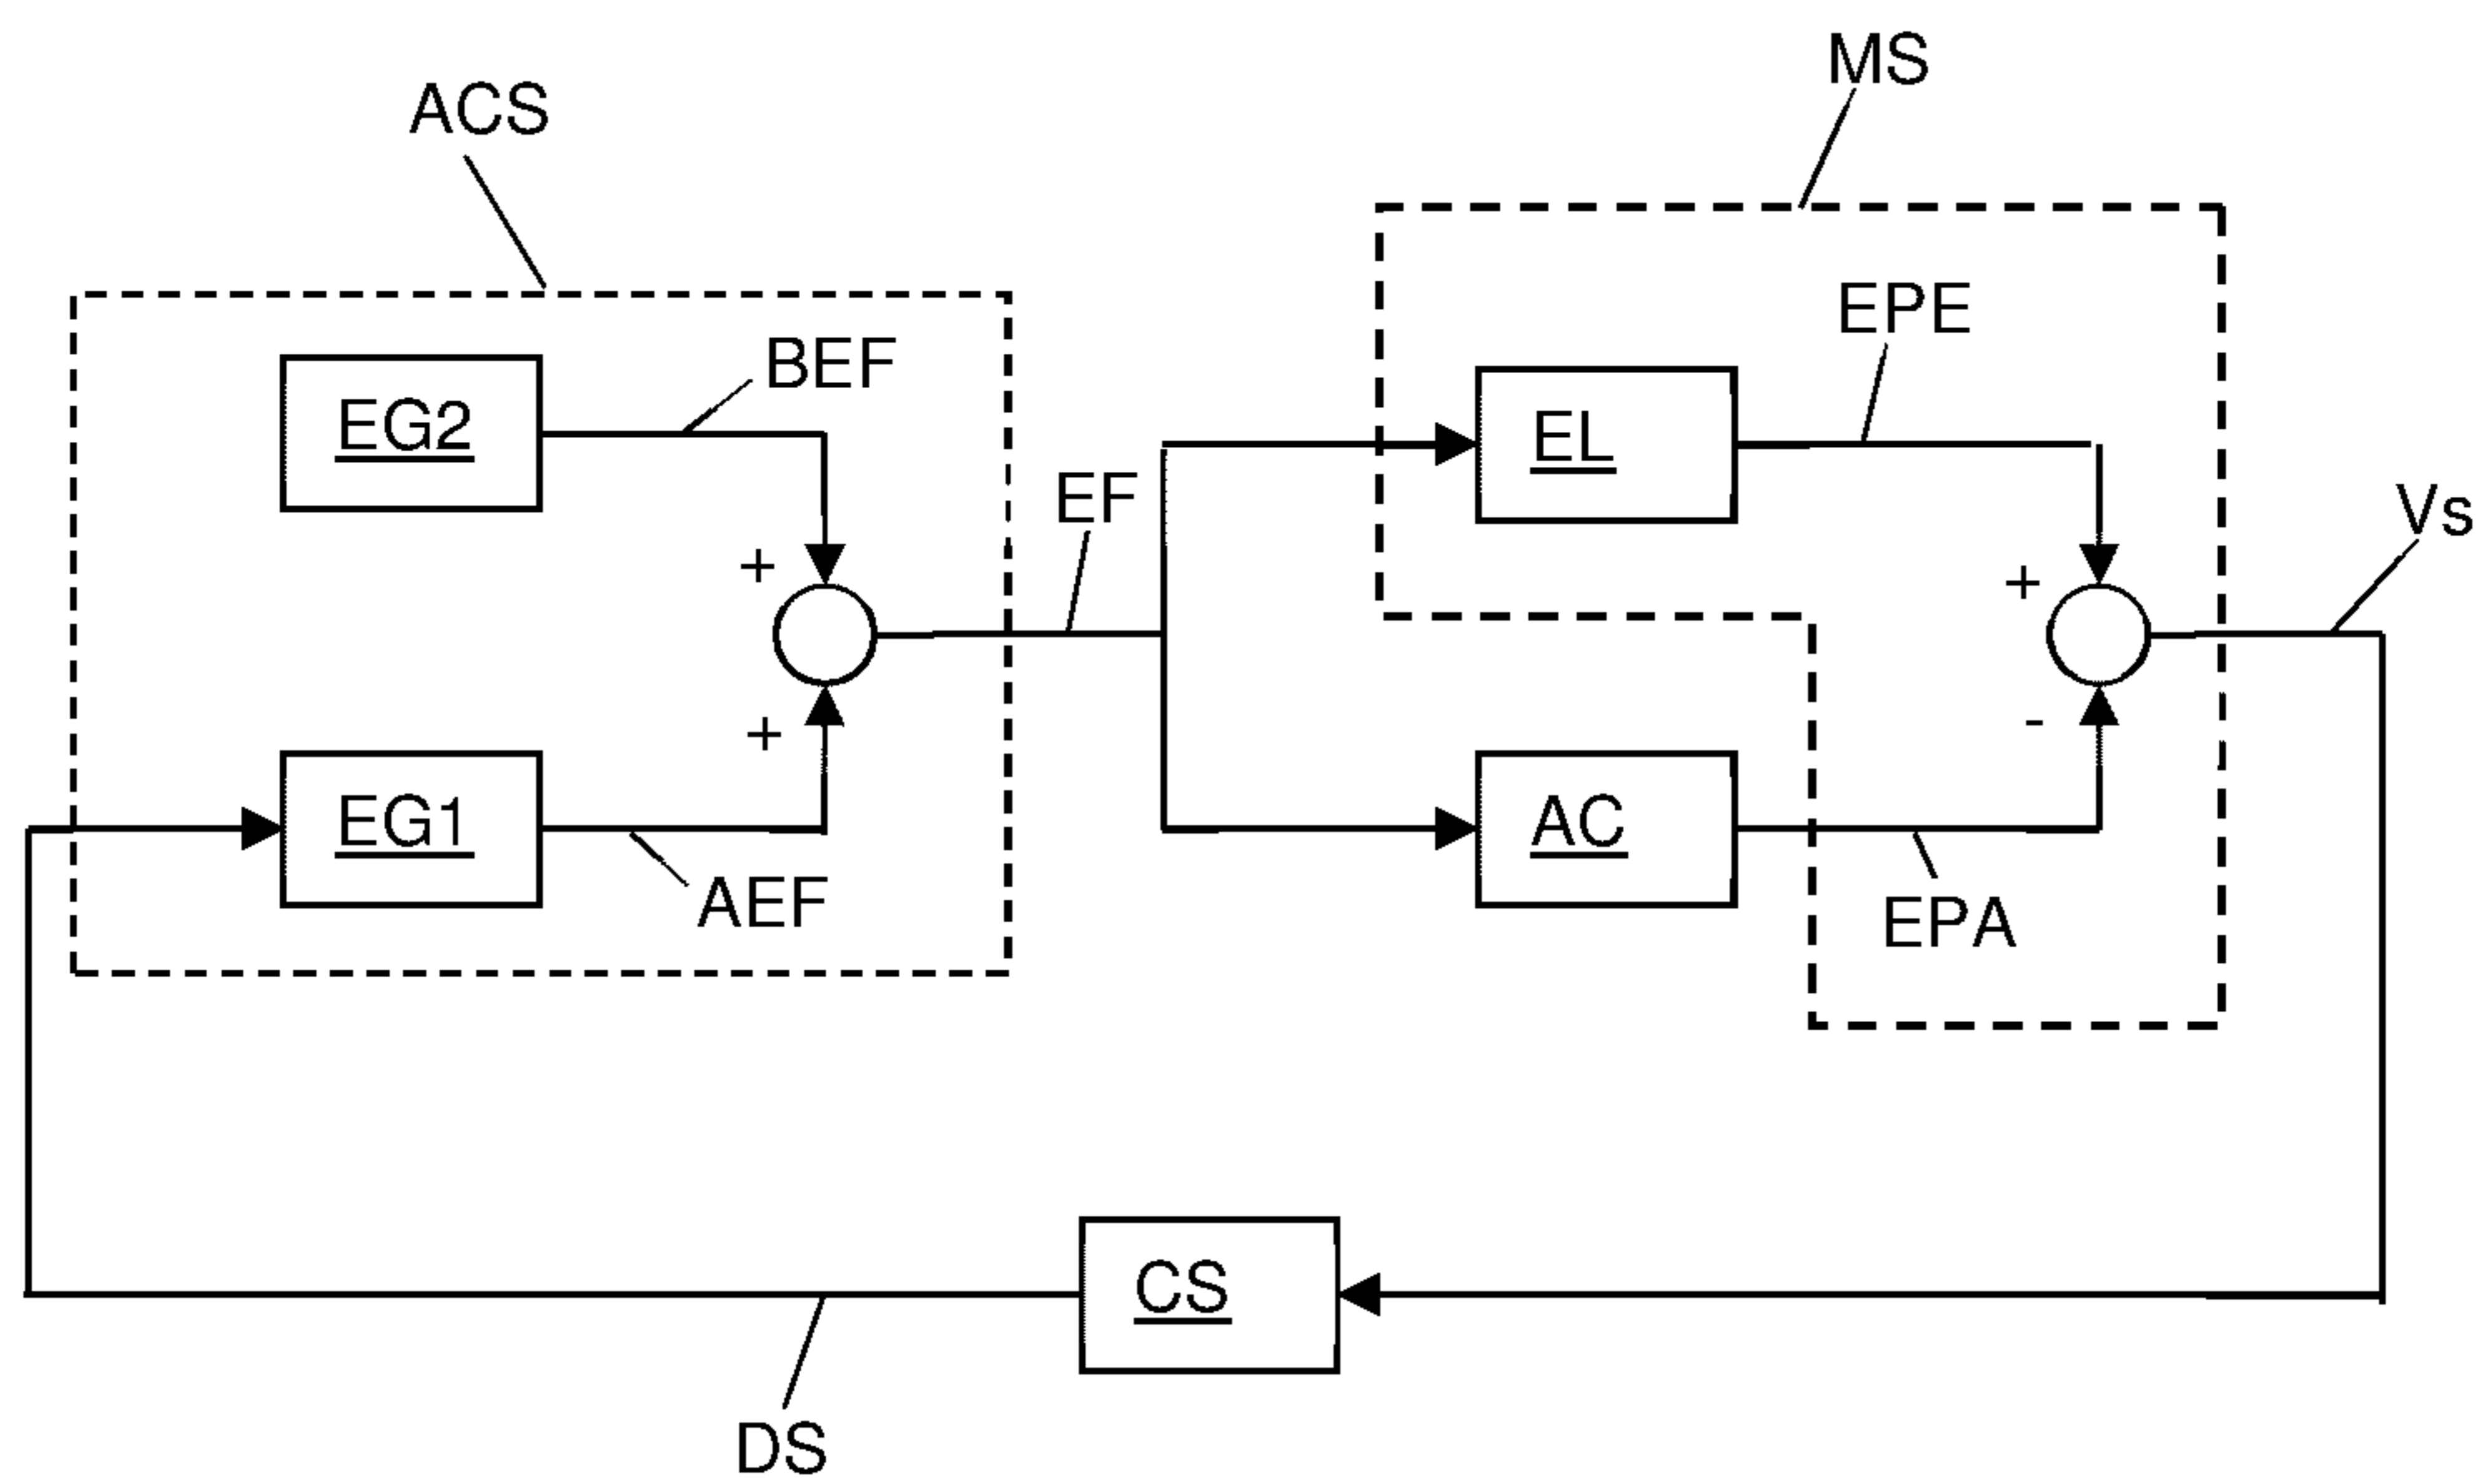 MS
ACS
EPE
BEF
EG2
EL
EF
Vs
+
+
+
-
EG1
AC
AEF
EPA
CS
DS